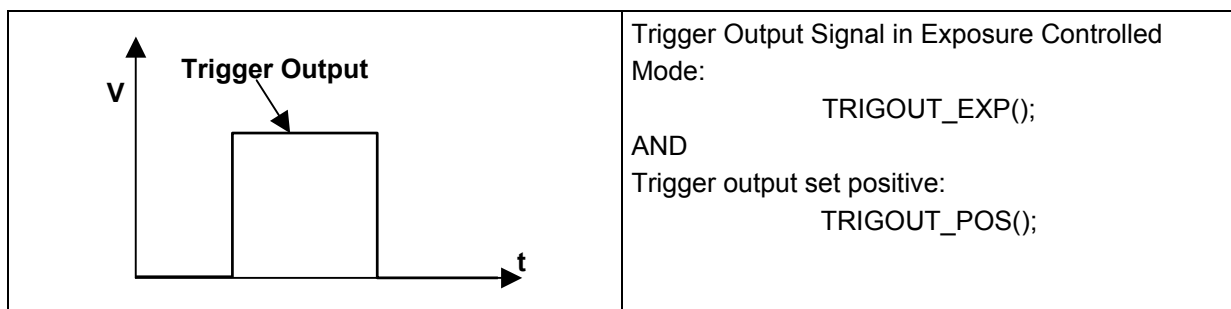 Trigger Output
V
t
Trigger Output Signal in Exposure Controlled
Mode:
TRIGOUT_EXP();
AND
Trigger output set positive:
TRIGOUT_POS();